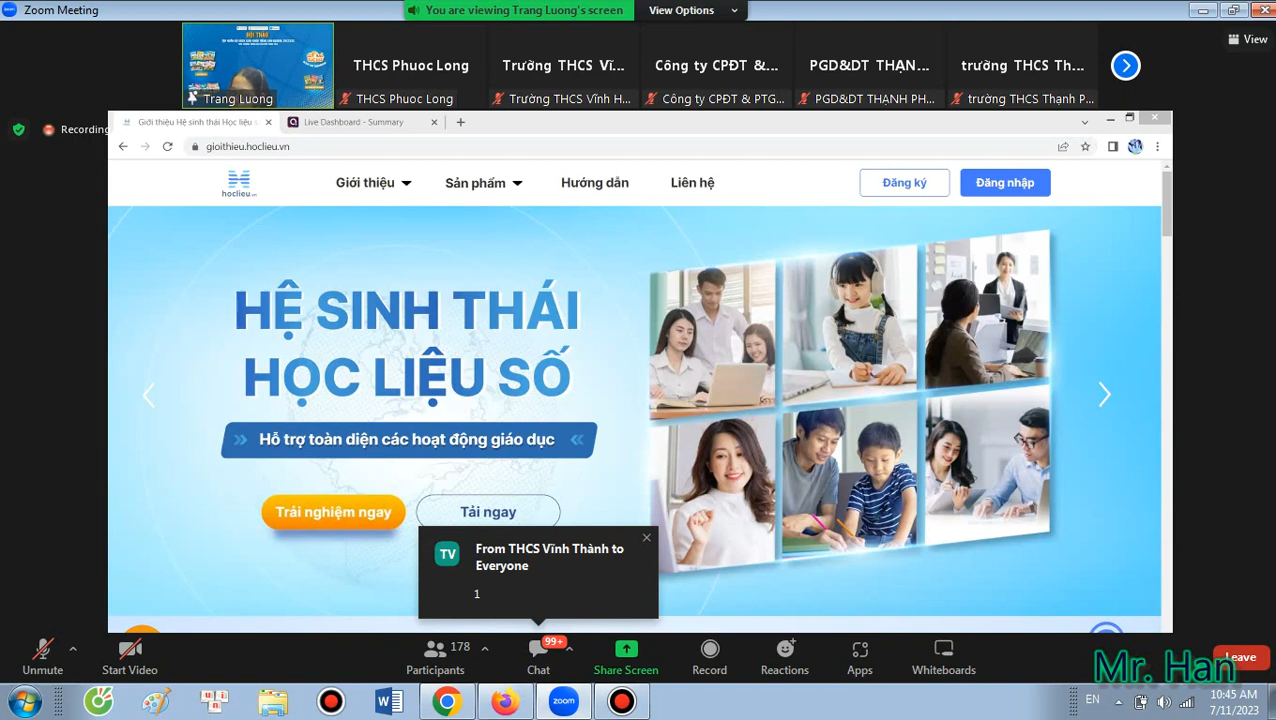 Zoom Meeting
You are viewing Trang Luong's screen
View Options
View
HỘI THẢO
THCS Phuoc Long
Trường THCS Vĩ...
Công ty CPĐT &...
PGD&DT THẠN...
trường THCS Th...
Trang Luong
THCS Phuoc Long
Trường THCS Vĩnh H...
Công ty CPĐT & PTG...
PGD&DT THẠNH PH...
trường THCS Thạnh P...
Recording
Giới thiệu Hệ sinh thái Học liệu
Live Dashboard - Summary
gioithieu.hoclieu.vn
hoclieu.vn
Giới thiệu
Sản phẩm
Hướng dẫn
Liên hệ
Đăng ký
Đăng nhập
HỆ SINH THÁI
HỌC LIỆU SỐ
Hỗ trợ toàn diện các hoạt động giáo dục
Trải nghiệm ngay
Tải ngay
TV
From THCS Vĩnh Thành to
Everyone
1
Unmute
Start Video
178
Participants
99+
Chat
Share Screen
Record
Reactions
Apps
Whiteboards
Leave
Mr. Han
zoom
EN
10:45 AM
7/11/2023